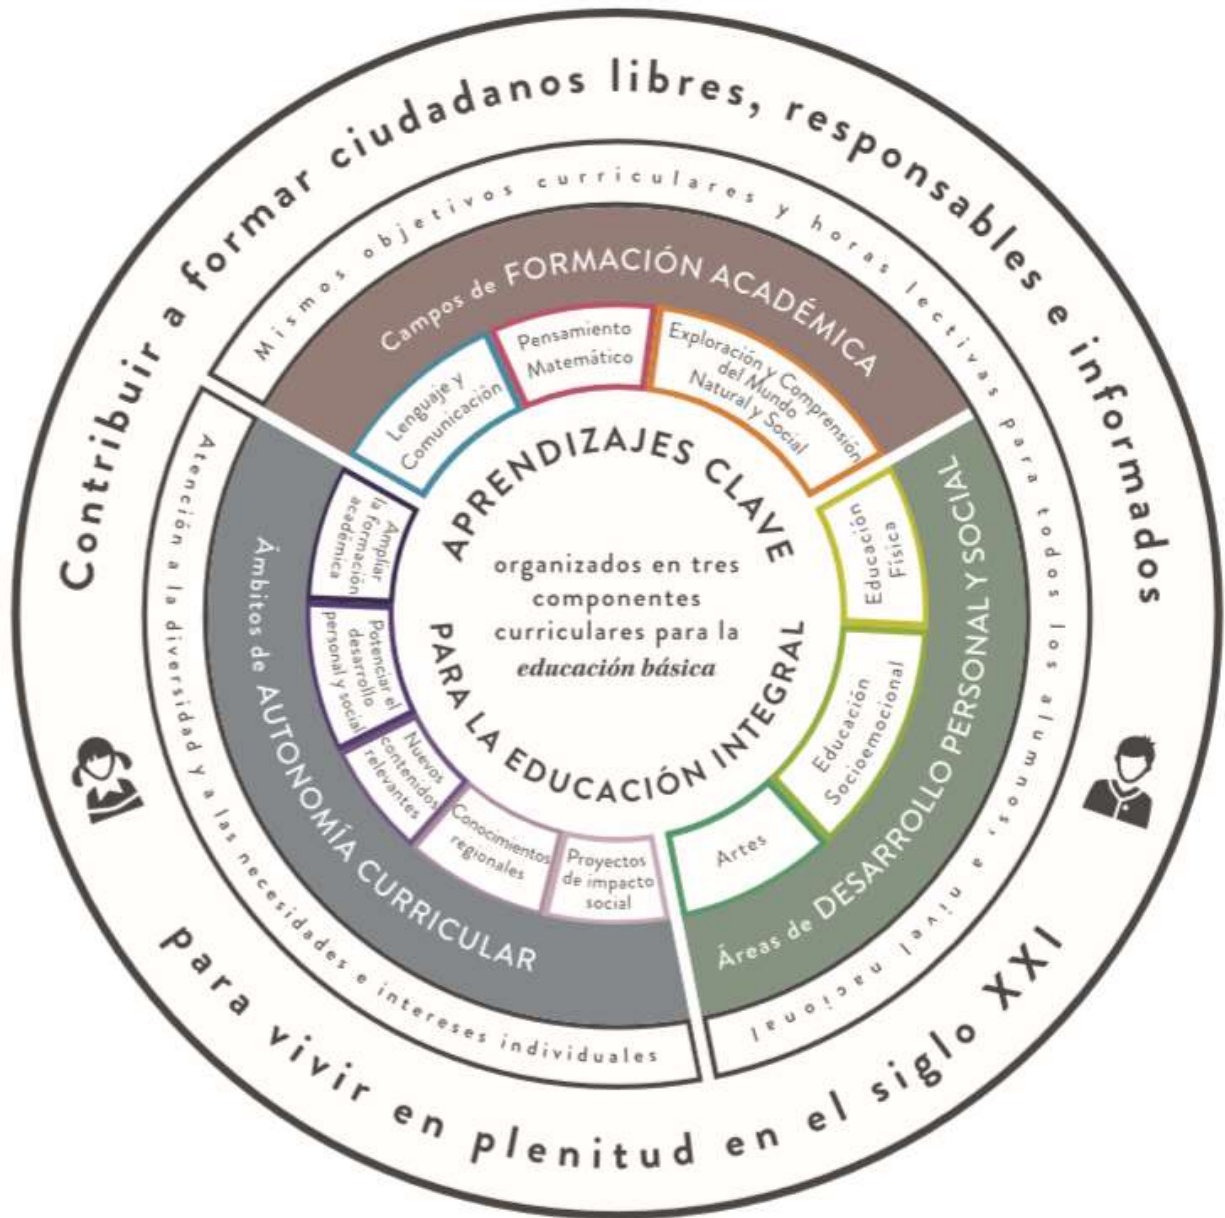 Contribuir a formar ciudadanos libres, responsables e informados
para vivir en plenitud en el siglo XXI
Mismos objetivos curriculares y horas lectivas para todos los alumnos, a nivel nacional
Atención a la diversidad y a las necesidades e intereses individuales
Campos de FORMACIÓN ACADÉMICA
Lenguaje y
Comunicación
Pensamiento
Matemático
Exploración y Comprensión
del Mundo
Natural y Social
Áreas de DESARROLLO PERSONAL Y SOCIAL
Educación
Física
Educación
Socioemocional
Artes
Ámbitos de AUTONOMÍA CURRICULAR
Ampliar
la formación
académica
Potenciar el
desarrollo
personal y social
Nuevos
contenidos
relevantes
Conocimientos
regionales
Proyectos
de impacto
social
APRENDIZAJES CLAVE
organizados en tres
componentes
curriculares para la
educación básica
PARA LA EDUCACIÓN INTEGRAL